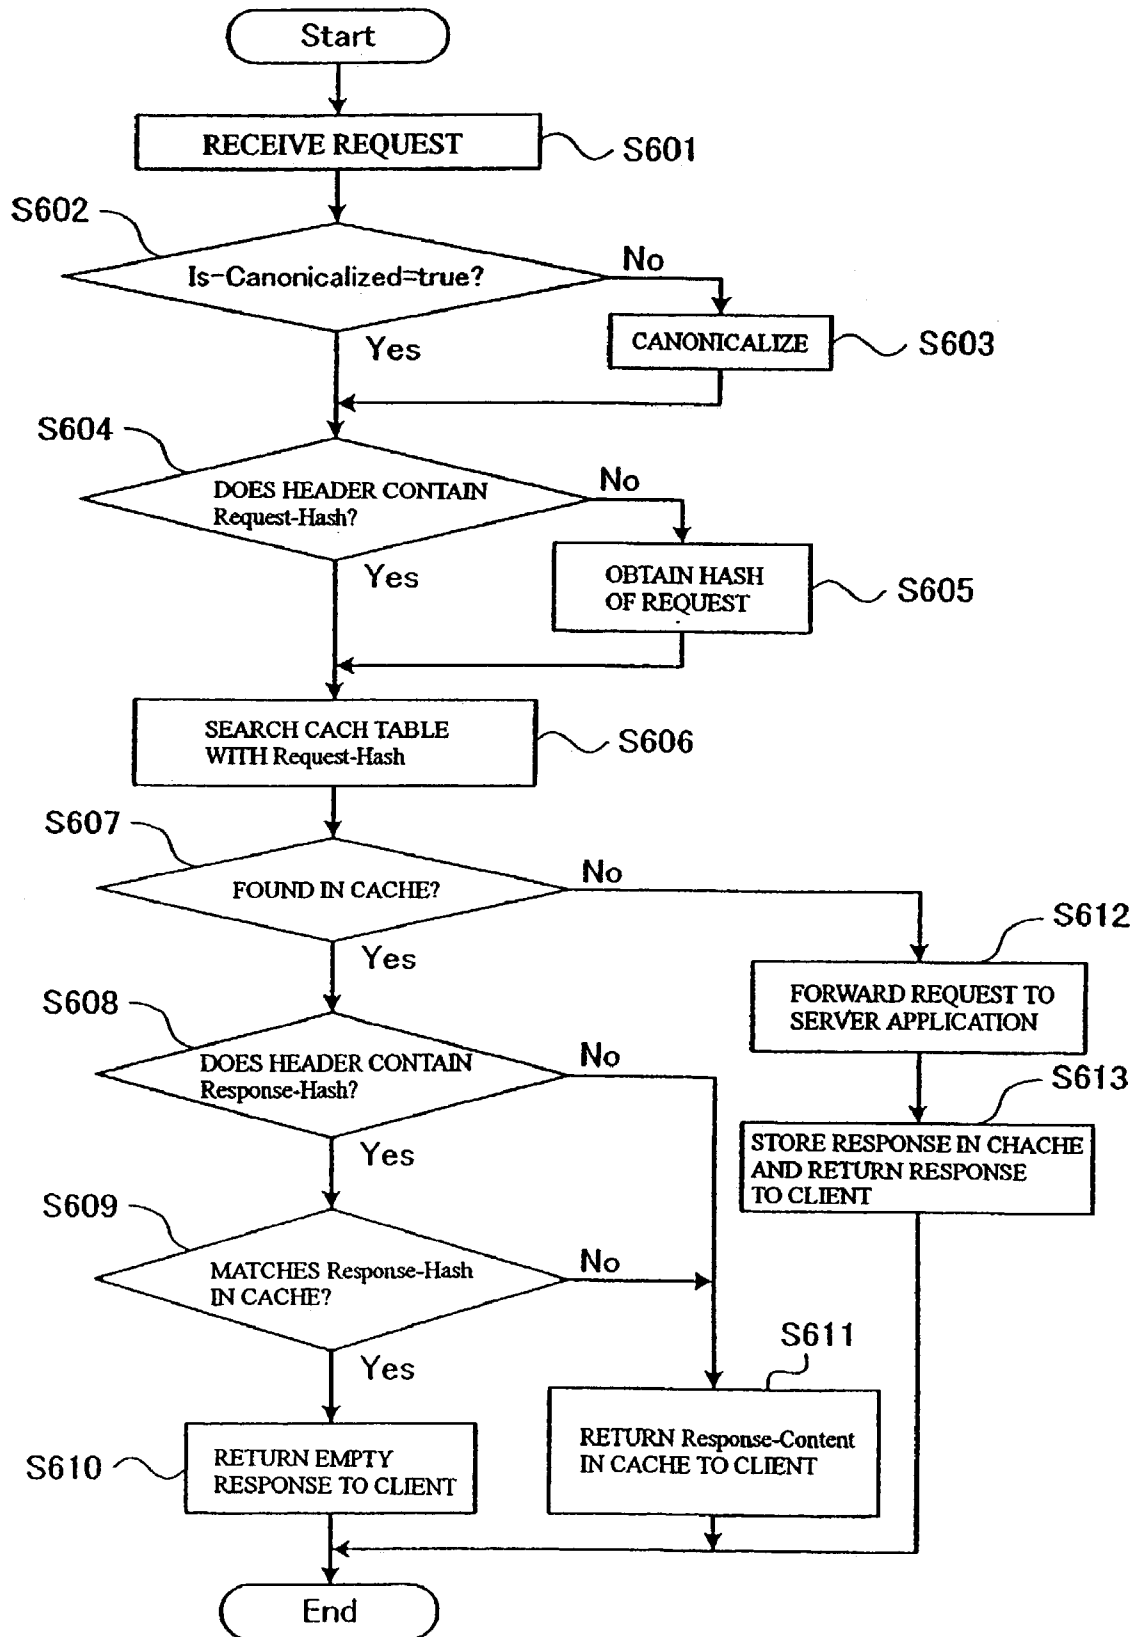 Start
RECEIVE REQUEST
S601
S602
Is-Canonicalized=true?
No
Yes
CANONICALIZE
S603
S604
DOES HEADER CONTAIN
Request-Hash?
No
Yes
OBTAIN HASH
OF REQUEST
S605
SEARCH CACH TABLE
WITH Request-Hash
S606
S607
FOUND IN CACHE?
No
Yes
S612
FORWARD REQUEST TO
SERVER APPLICATION
S608
DOES HEADER CONTAIN
Response-Hash?
No
Yes
S613
STORE RESPONSE IN CHACHE
AND RETURN RESPONSE
TO CLIENT
S609
MATCHES Response-Hash
IN CACHE?
No
Yes
S611
RETURN Response-Content
IN CACHE TO CLIENT
S610
RETURN EMPTY
RESPONSE TO CLIENT
End